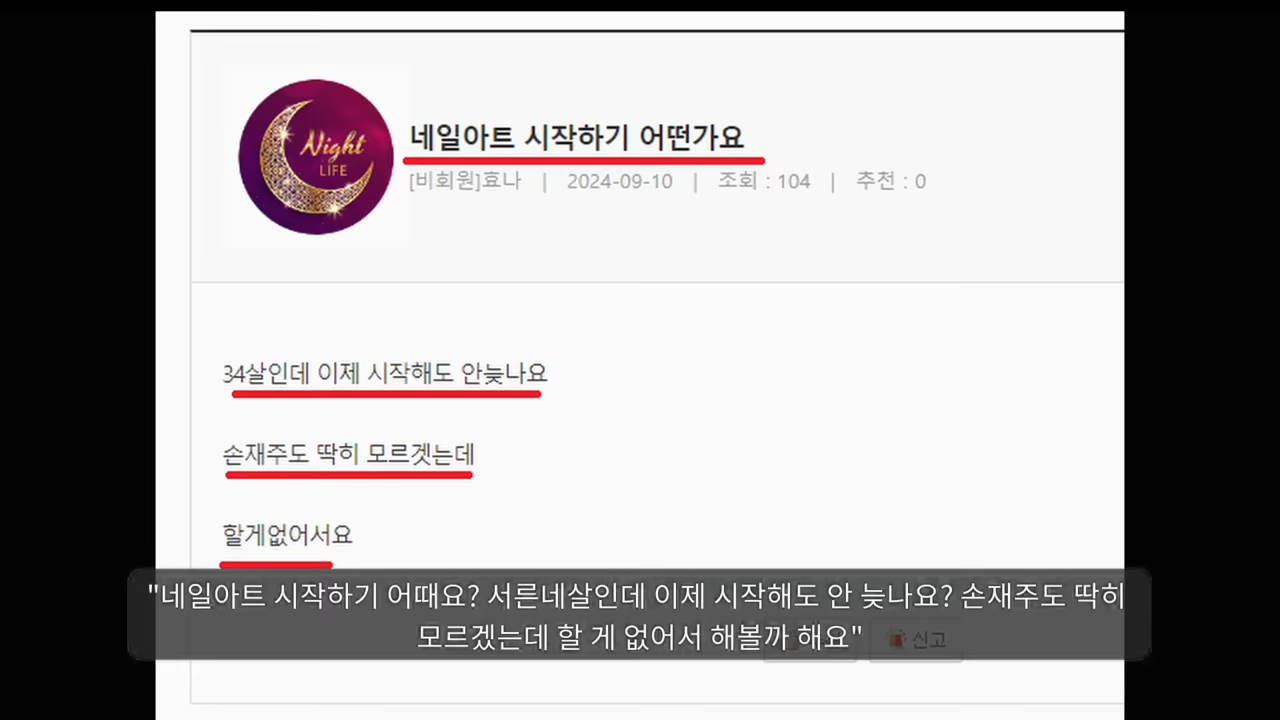 Night
LIFE
네일아트 시작하기 어떤가요
[비회원]효나 | 2024-09-10 | 조회 : 104 | 추천 : 0
34살인데 이제 시작해도 안늦나요
손재주도 딱히 모르겟는데
할게없어서요
"네일아트 시작하기 어때요? 서른네살인데 이제 시작해도 안 늦나요? 손재주도 딱히
모르겠는데 할 게 없어서 해볼까 해요"
신고